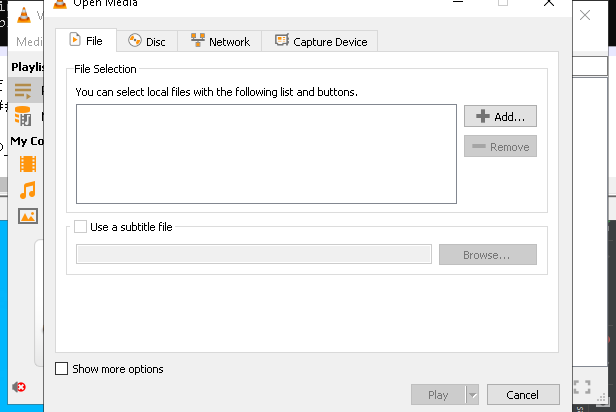 Open Media
File
Disc
Network
Capture Device
File Selection
You can select local files with the following list and buttons.
Add...
Remove
Use a subtitle file
Browse...
Show more options
Play
Cancel
Medi
Playlis
My Co